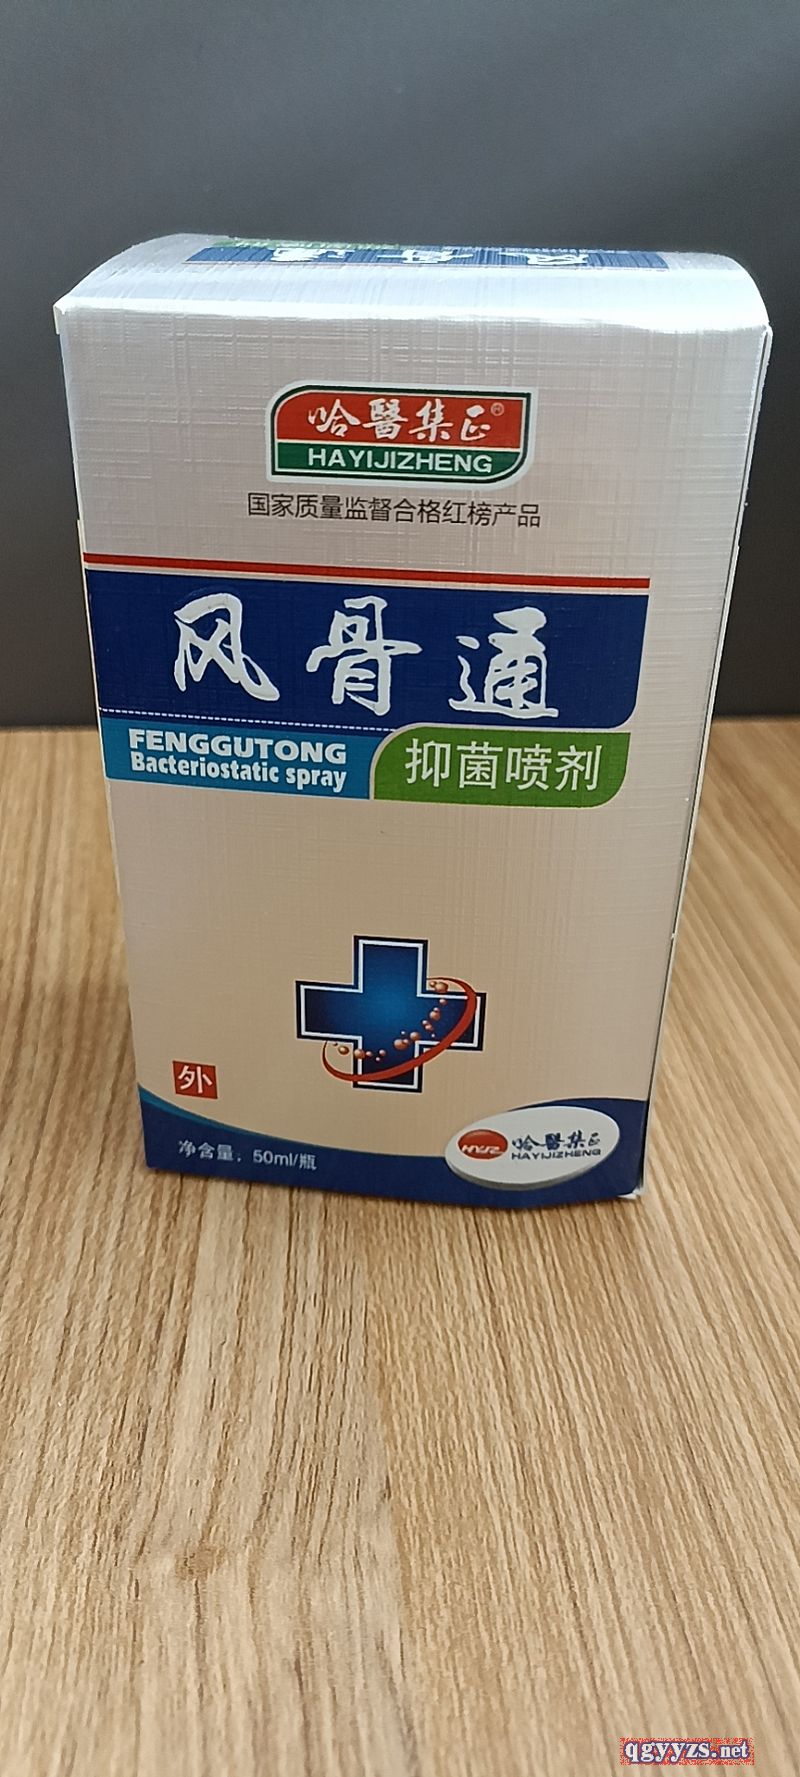 哈醫集正®
HAYIJIZHENG
国家质量监督合格红榜产品
风骨通
FENGGUTONG
Bacteriostatic spray
抑菌喷剂
外
净含量：50ml/瓶
HYJZ
哈醫集正
HAYIJIZHENG
qgyyzs.net